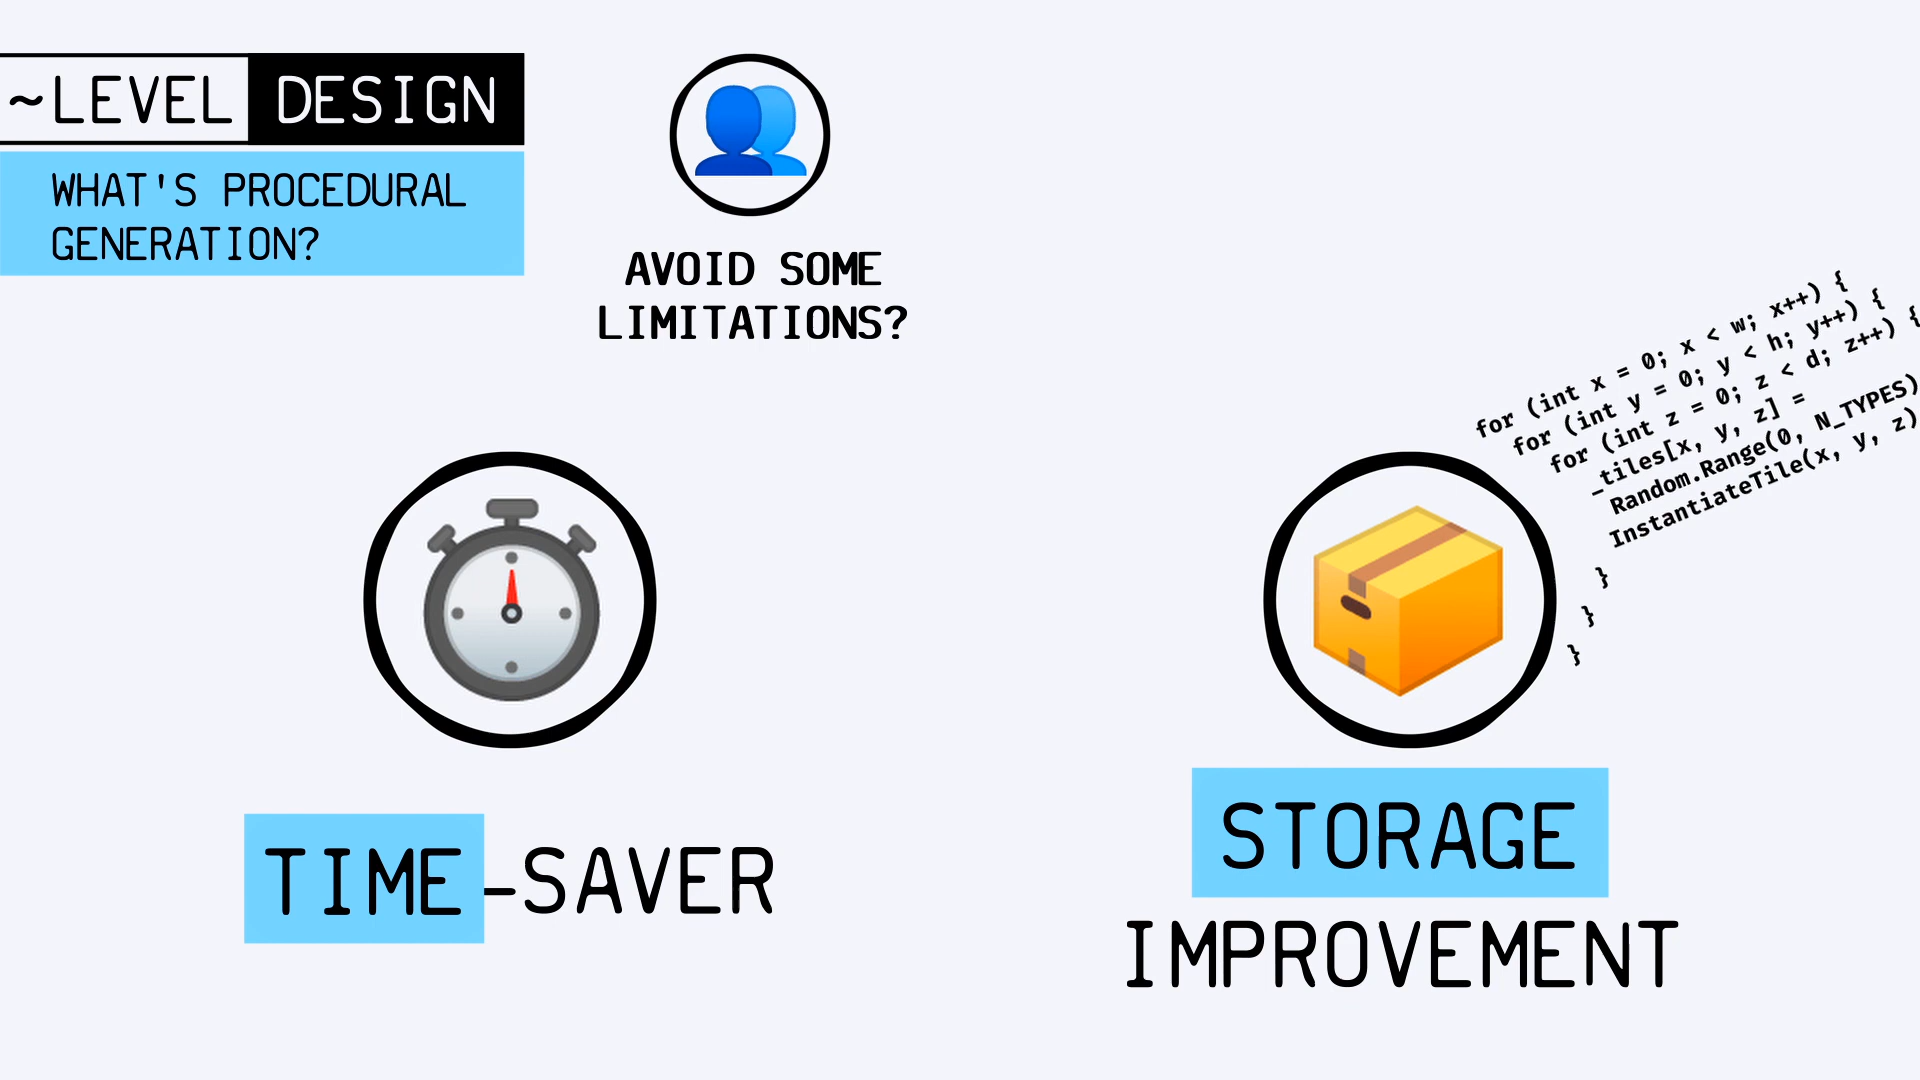 ~LEVEL DESIGN
WHAT'S PROCEDURAL
GENERATION?
AVOID SOME
LIMITATIONS?
for (int x = 0; x < w; x++) {
for (int y = 0; y < h; y++) {
for (int z = 0; z < d; z++) {
_tiles[x, y, z] =
Random.Range(0, N_TYPES)
InstantiateTile(x, y, z)
}
}
}
TIME-SAVER
STORAGE
IMPROVEMENT